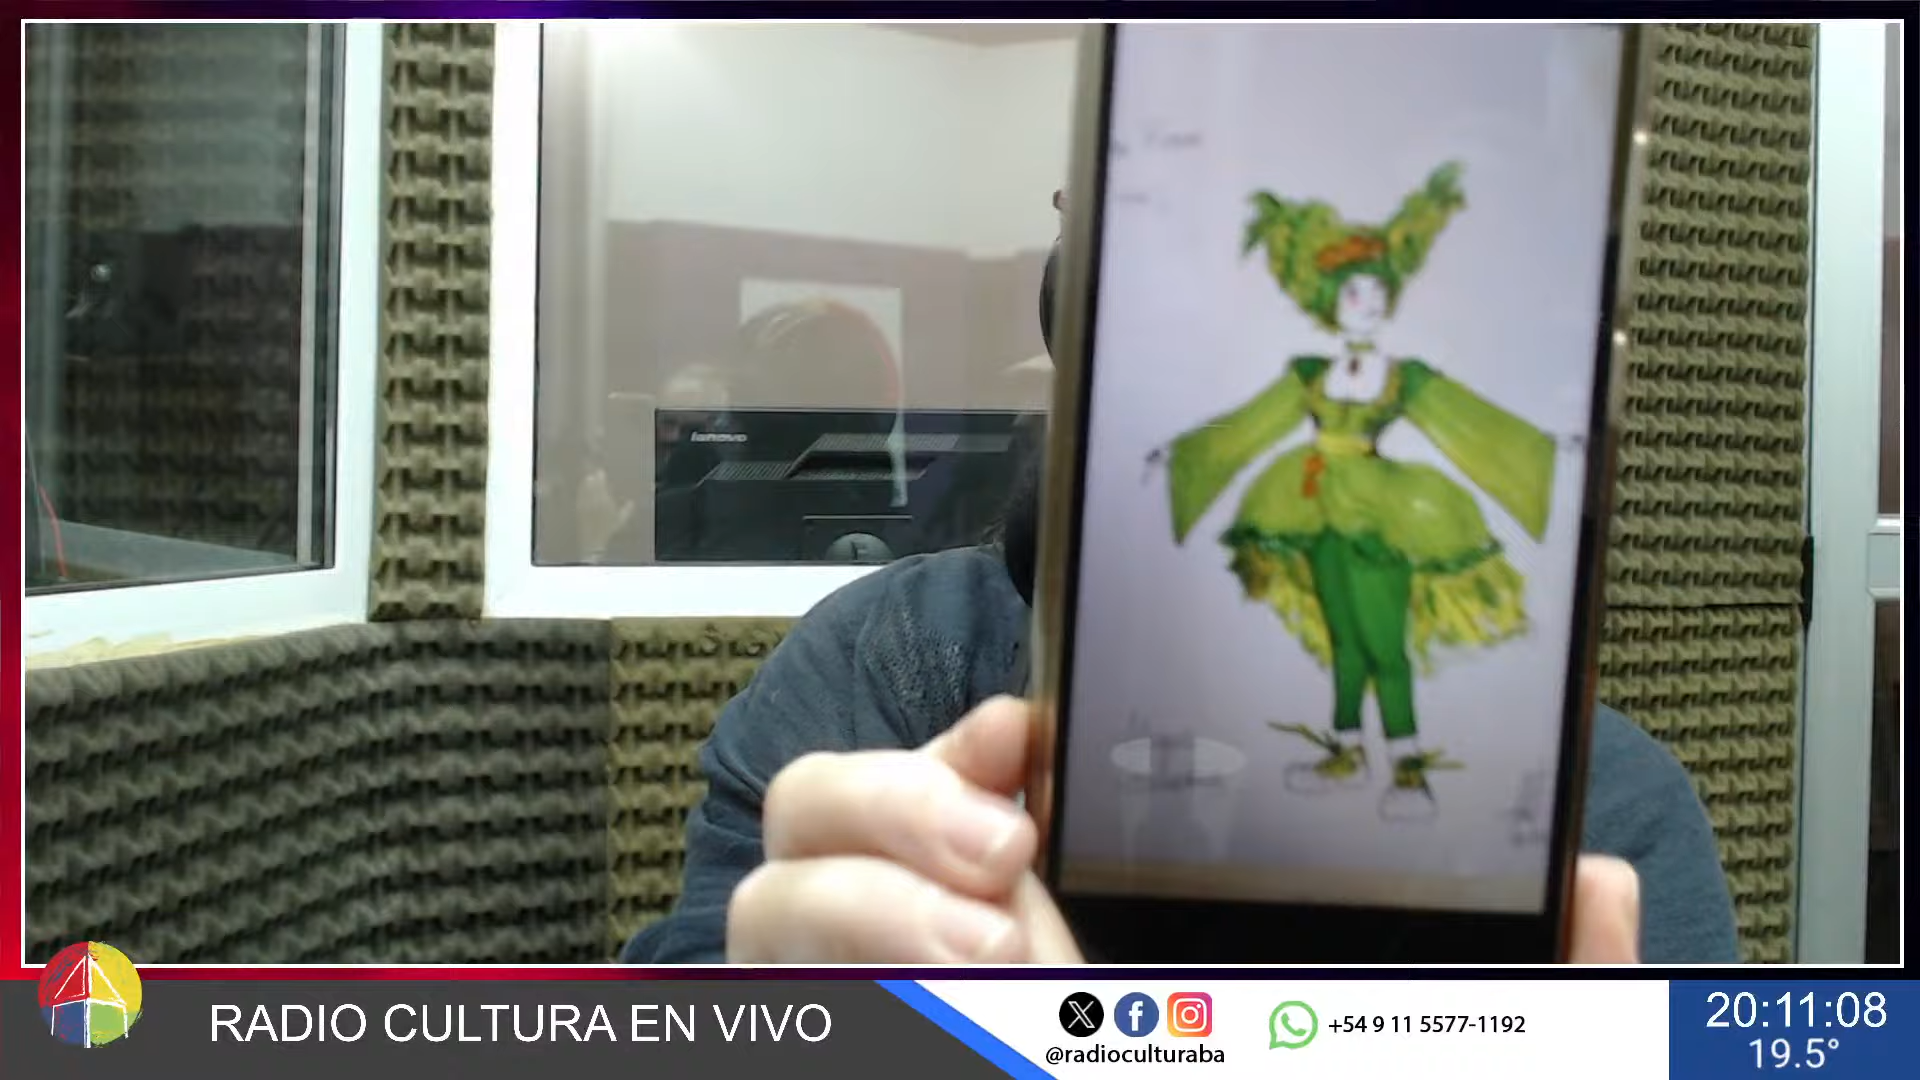 lenovo
RADIO CULTURA EN VIVO
@radioculturaba
+54 9 11 5577-1192
20:11:08
19.5°